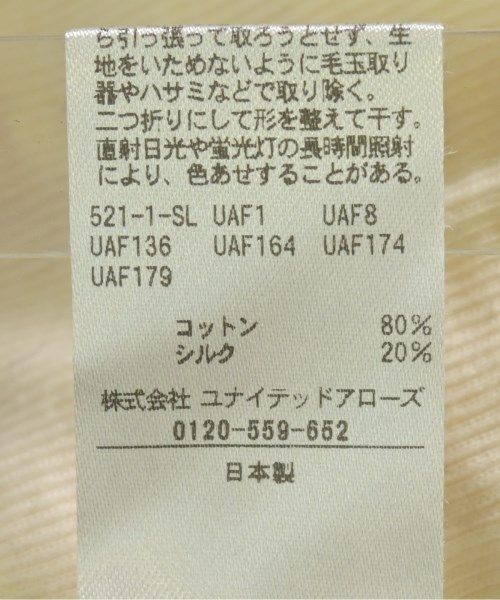 ら引っ張って取ろうとせず、生
地をいためないように毛玉取り
器やハサミなどで取り除く。
二つ折りにして形を整えて干す。
直射日光や蛍光灯の長時間照射
により、色あせすることがある。
521-1-SL UAF1 UAF8
UAF136 UAF164 UAF174
UAF179
コットン 80%
シルク 20%
株式会社 ユナイテッドアローズ
0120-559-652
日本製